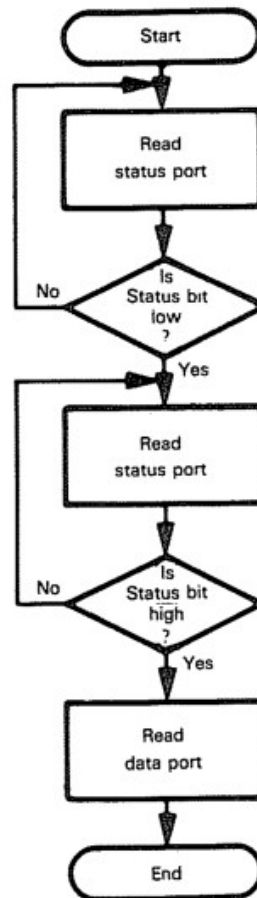 Start
Read
status port
Is
Status bit
low
?
No
Yes
Read
status port
Is
Status bit
high
?
No
Yes
Read
data port
End